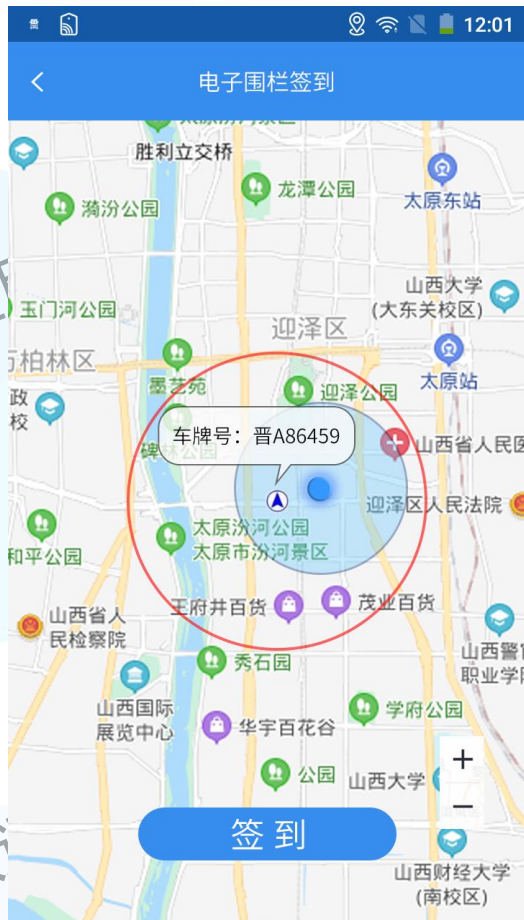 12:01
电子围栏签到
胜利立交桥
龙潭公园
太原东站
漪汾公园
山西大学
(大东关校区)
玉门河公园
迎泽区
柏林区
太原站
墨艺苑
迎泽公园
政
校
车牌号：晋A86459
碑林公园
山西省人民医
迎泽区人民法院
太原汾河公园
太原市汾河景区
和平公园
王府井百货
茂业百货
山西省人
民检察院
山西警官
职业学院
秀石园
山西国际
展览中心
学府公园
华宇百花谷
+
公园
山西大学
−
签到
山西财经大学
(南校区)